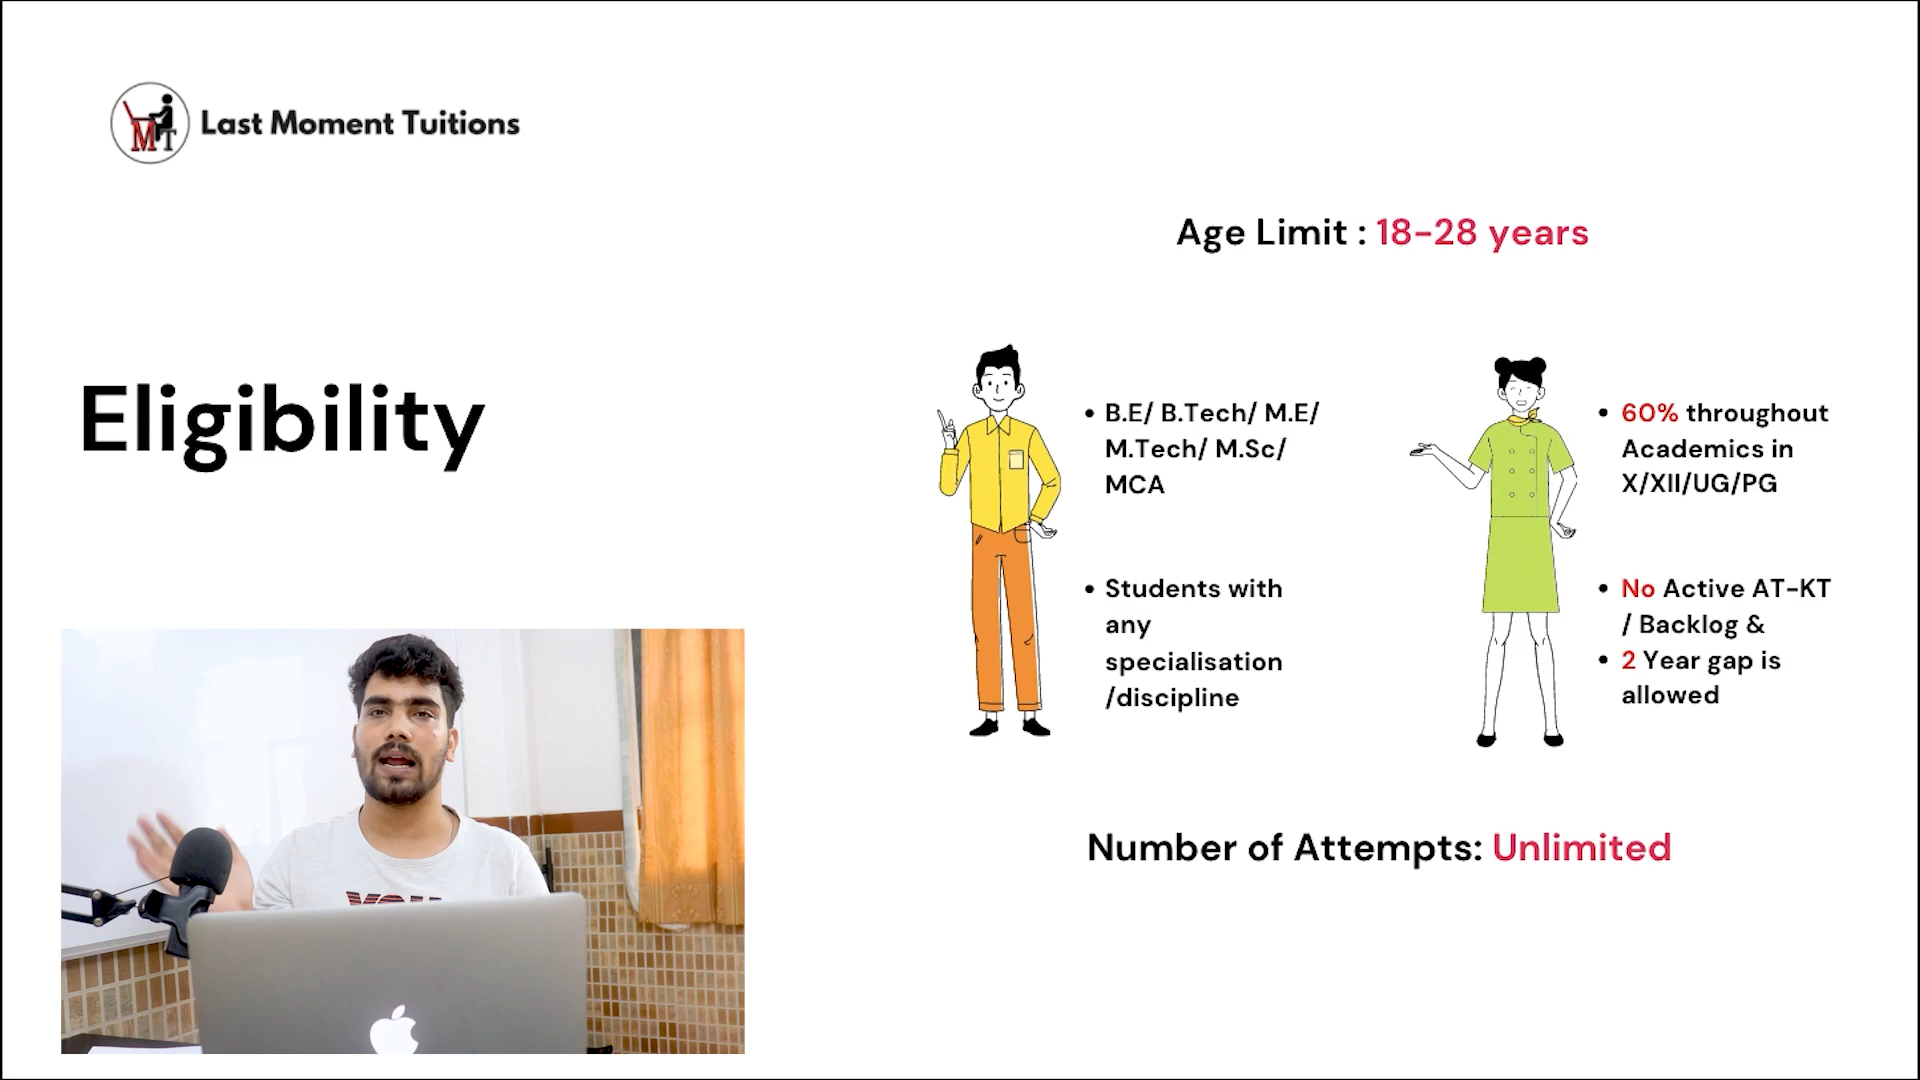 MT
Last Moment Tuitions
Age Limit : 18-28 years
Eligibility
• B.E/ B.Tech/ M.E/
M.Tech/ M.Sc/
MCA
• Students with
any
specialisation
/discipline
• 60% throughout
Academics in
X/XII/UG/PG
• No Active AT-KT
/ Backlog &
• 2 Year gap is
allowed
Number of Attempts: Unlimited